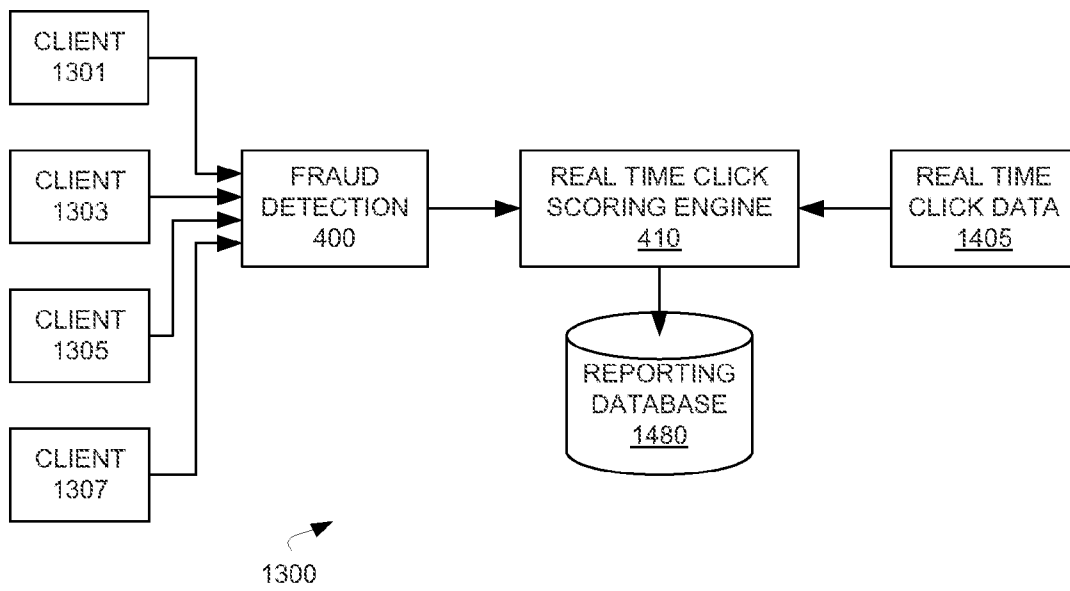 CLIENT
1301
CLIENT
1303
CLIENT
1305
CLIENT
1307
FRAUD
DETECTION
400
REAL TIME CLICK
SCORING ENGINE
410
REAL TIME
CLICK DATA
1405
REPORTING
DATABASE
1480
1300